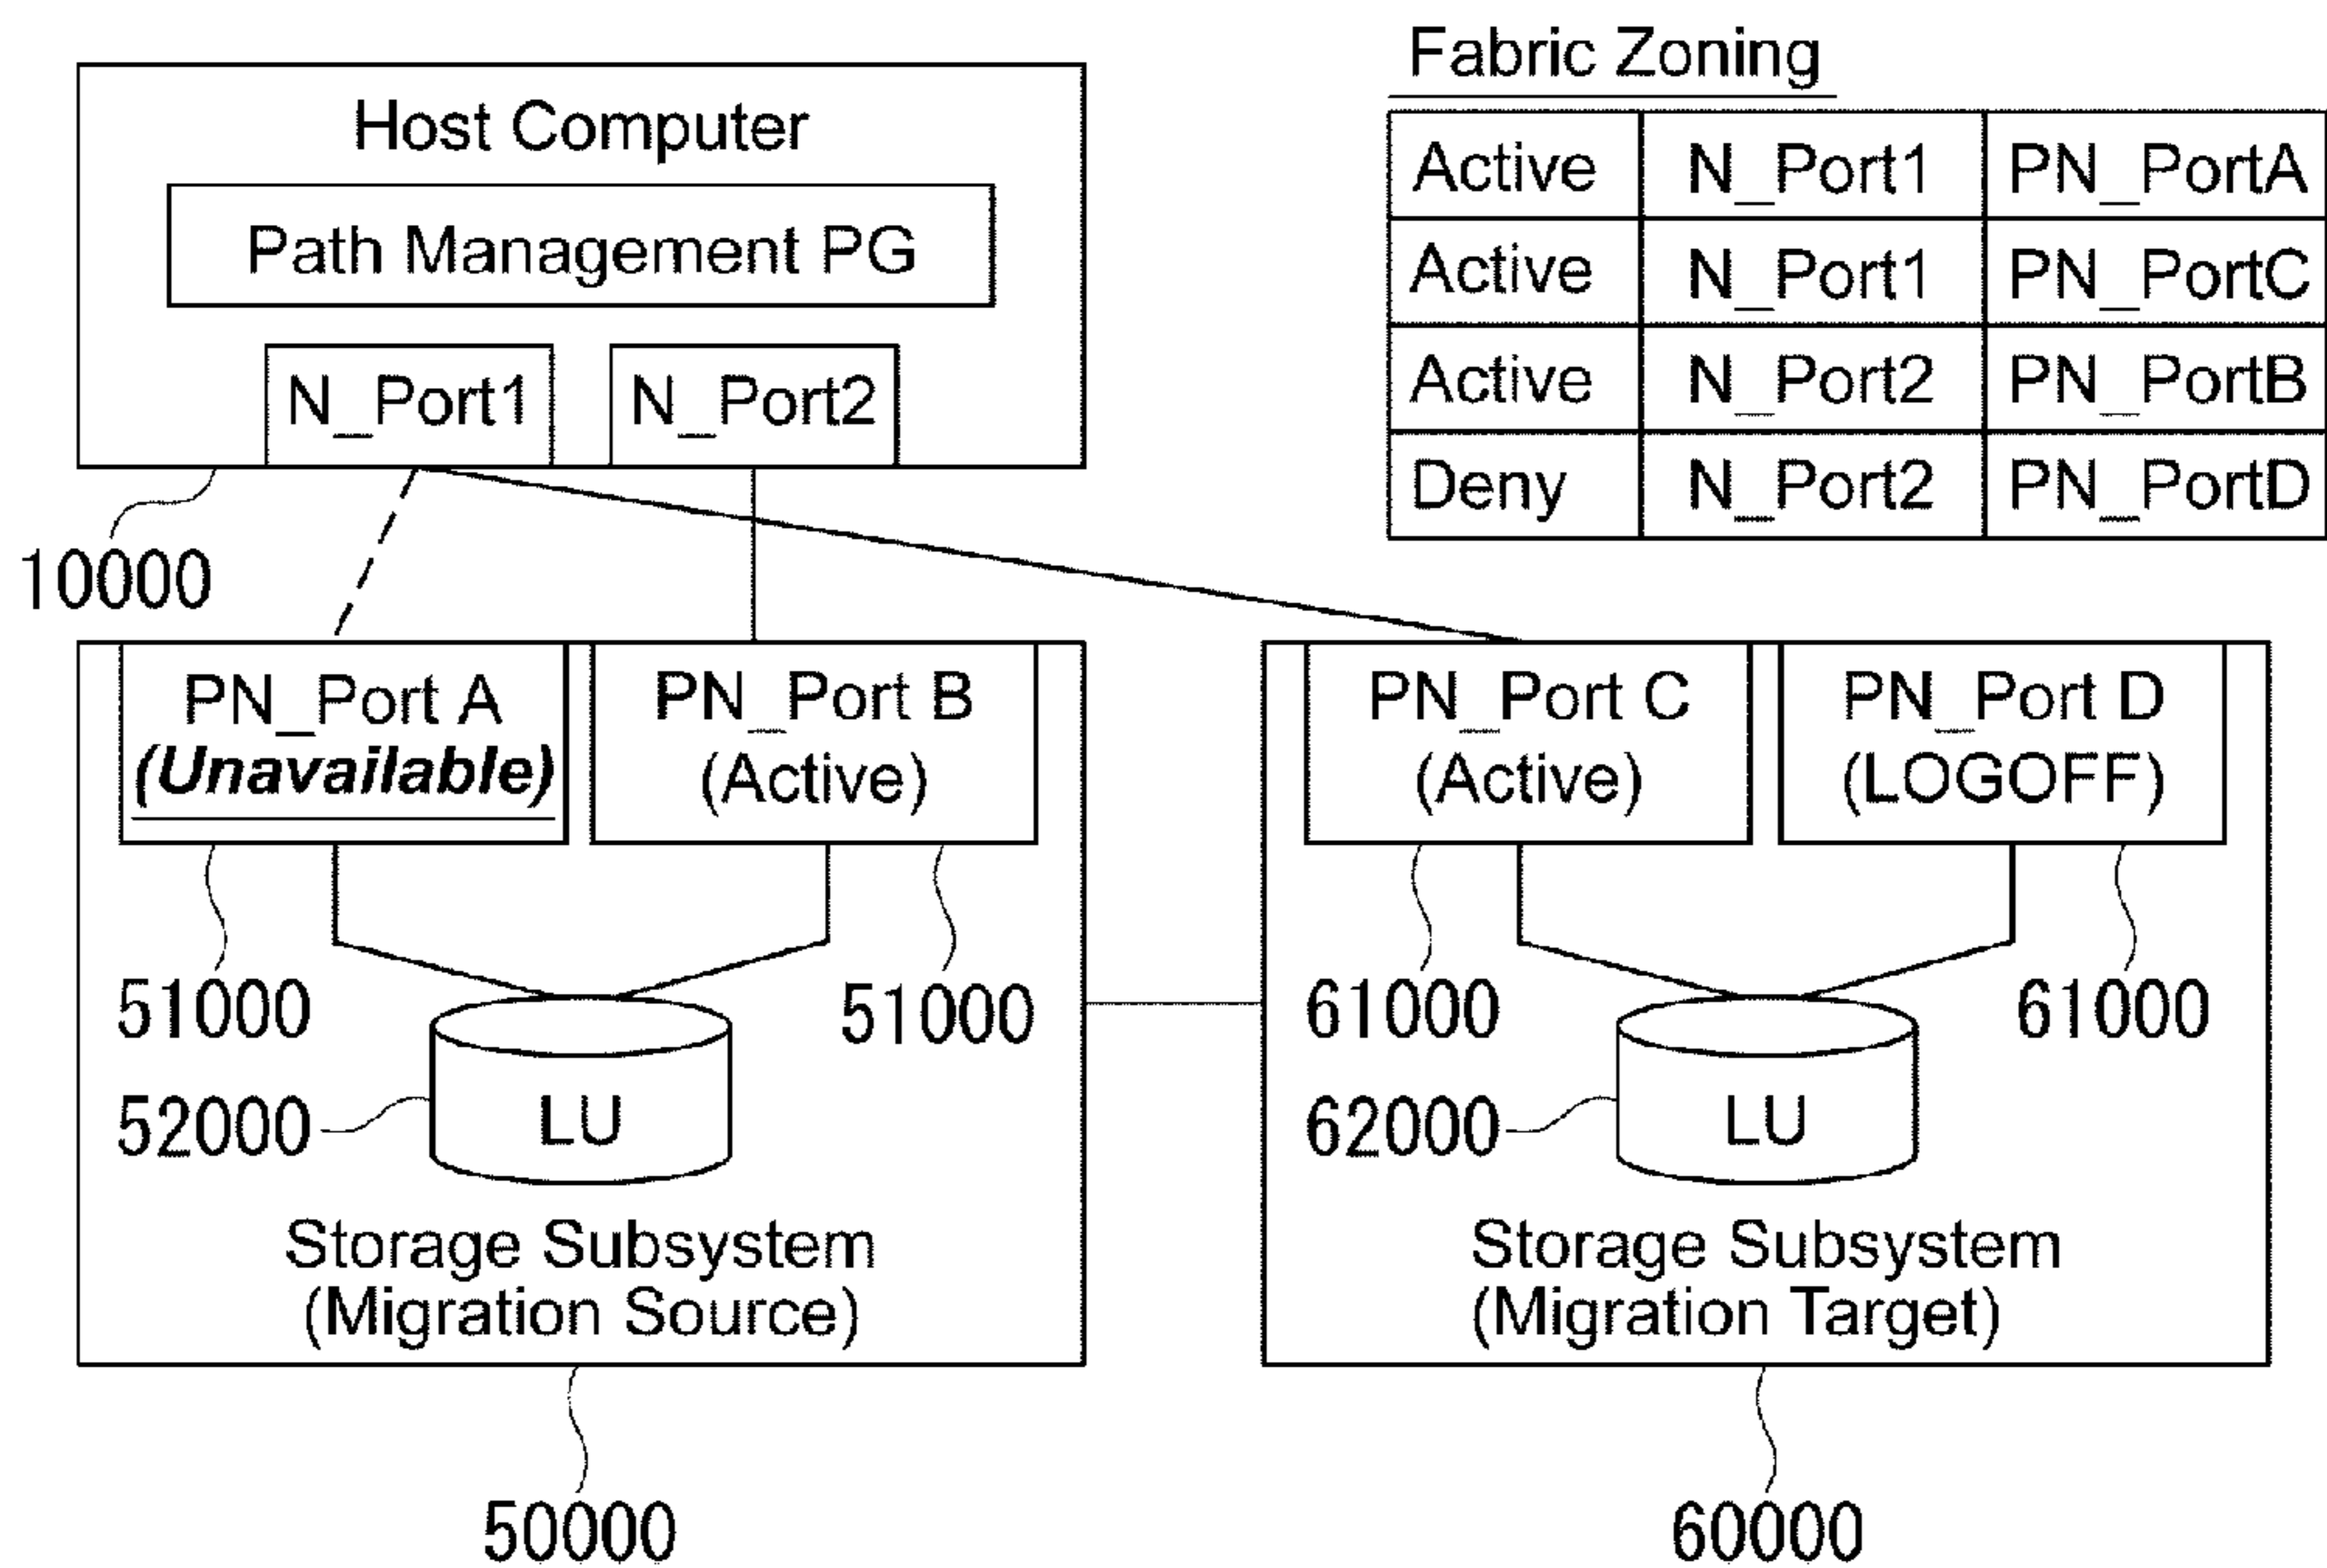 Fabric Zoning
Host Computer
Path Management PG
N_Port1
N_Port2
Active N_Port1 PN_PortA
Active N_Port1 PN_PortC
Active N_Port2 PN_PortB
Deny N_Port2 PN_PortD
10000
PN_Port A
(Unavailable)
PN_Port B
(Active)
PN_Port C
(Active)
PN_Port D
(LOGOFF)
51000
51000
61000
61000
52000
LU
62000
LU
Storage Subsystem
(Migration Source)
Storage Subsystem
(Migration Target)
50000
60000